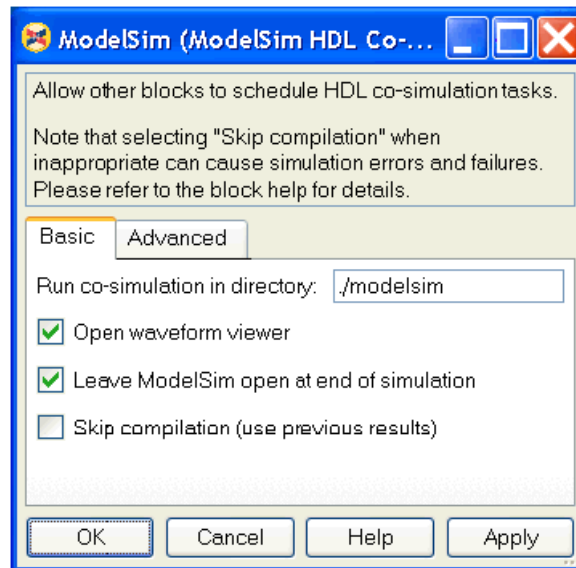 ModelSim (ModelSim HDL Co-...
Allow other blocks to schedule HDL co-simulation tasks.
Note that selecting "Skip compilation" when
inappropriate can cause simulation errors and failures.
Please refer to the block help for details.
Basic Advanced
Run co-simulation in directory: ./modelsim
Open waveform viewer
Leave ModelSim open at end of simulation
Skip compilation (use previous results)
OK Cancel Help Apply